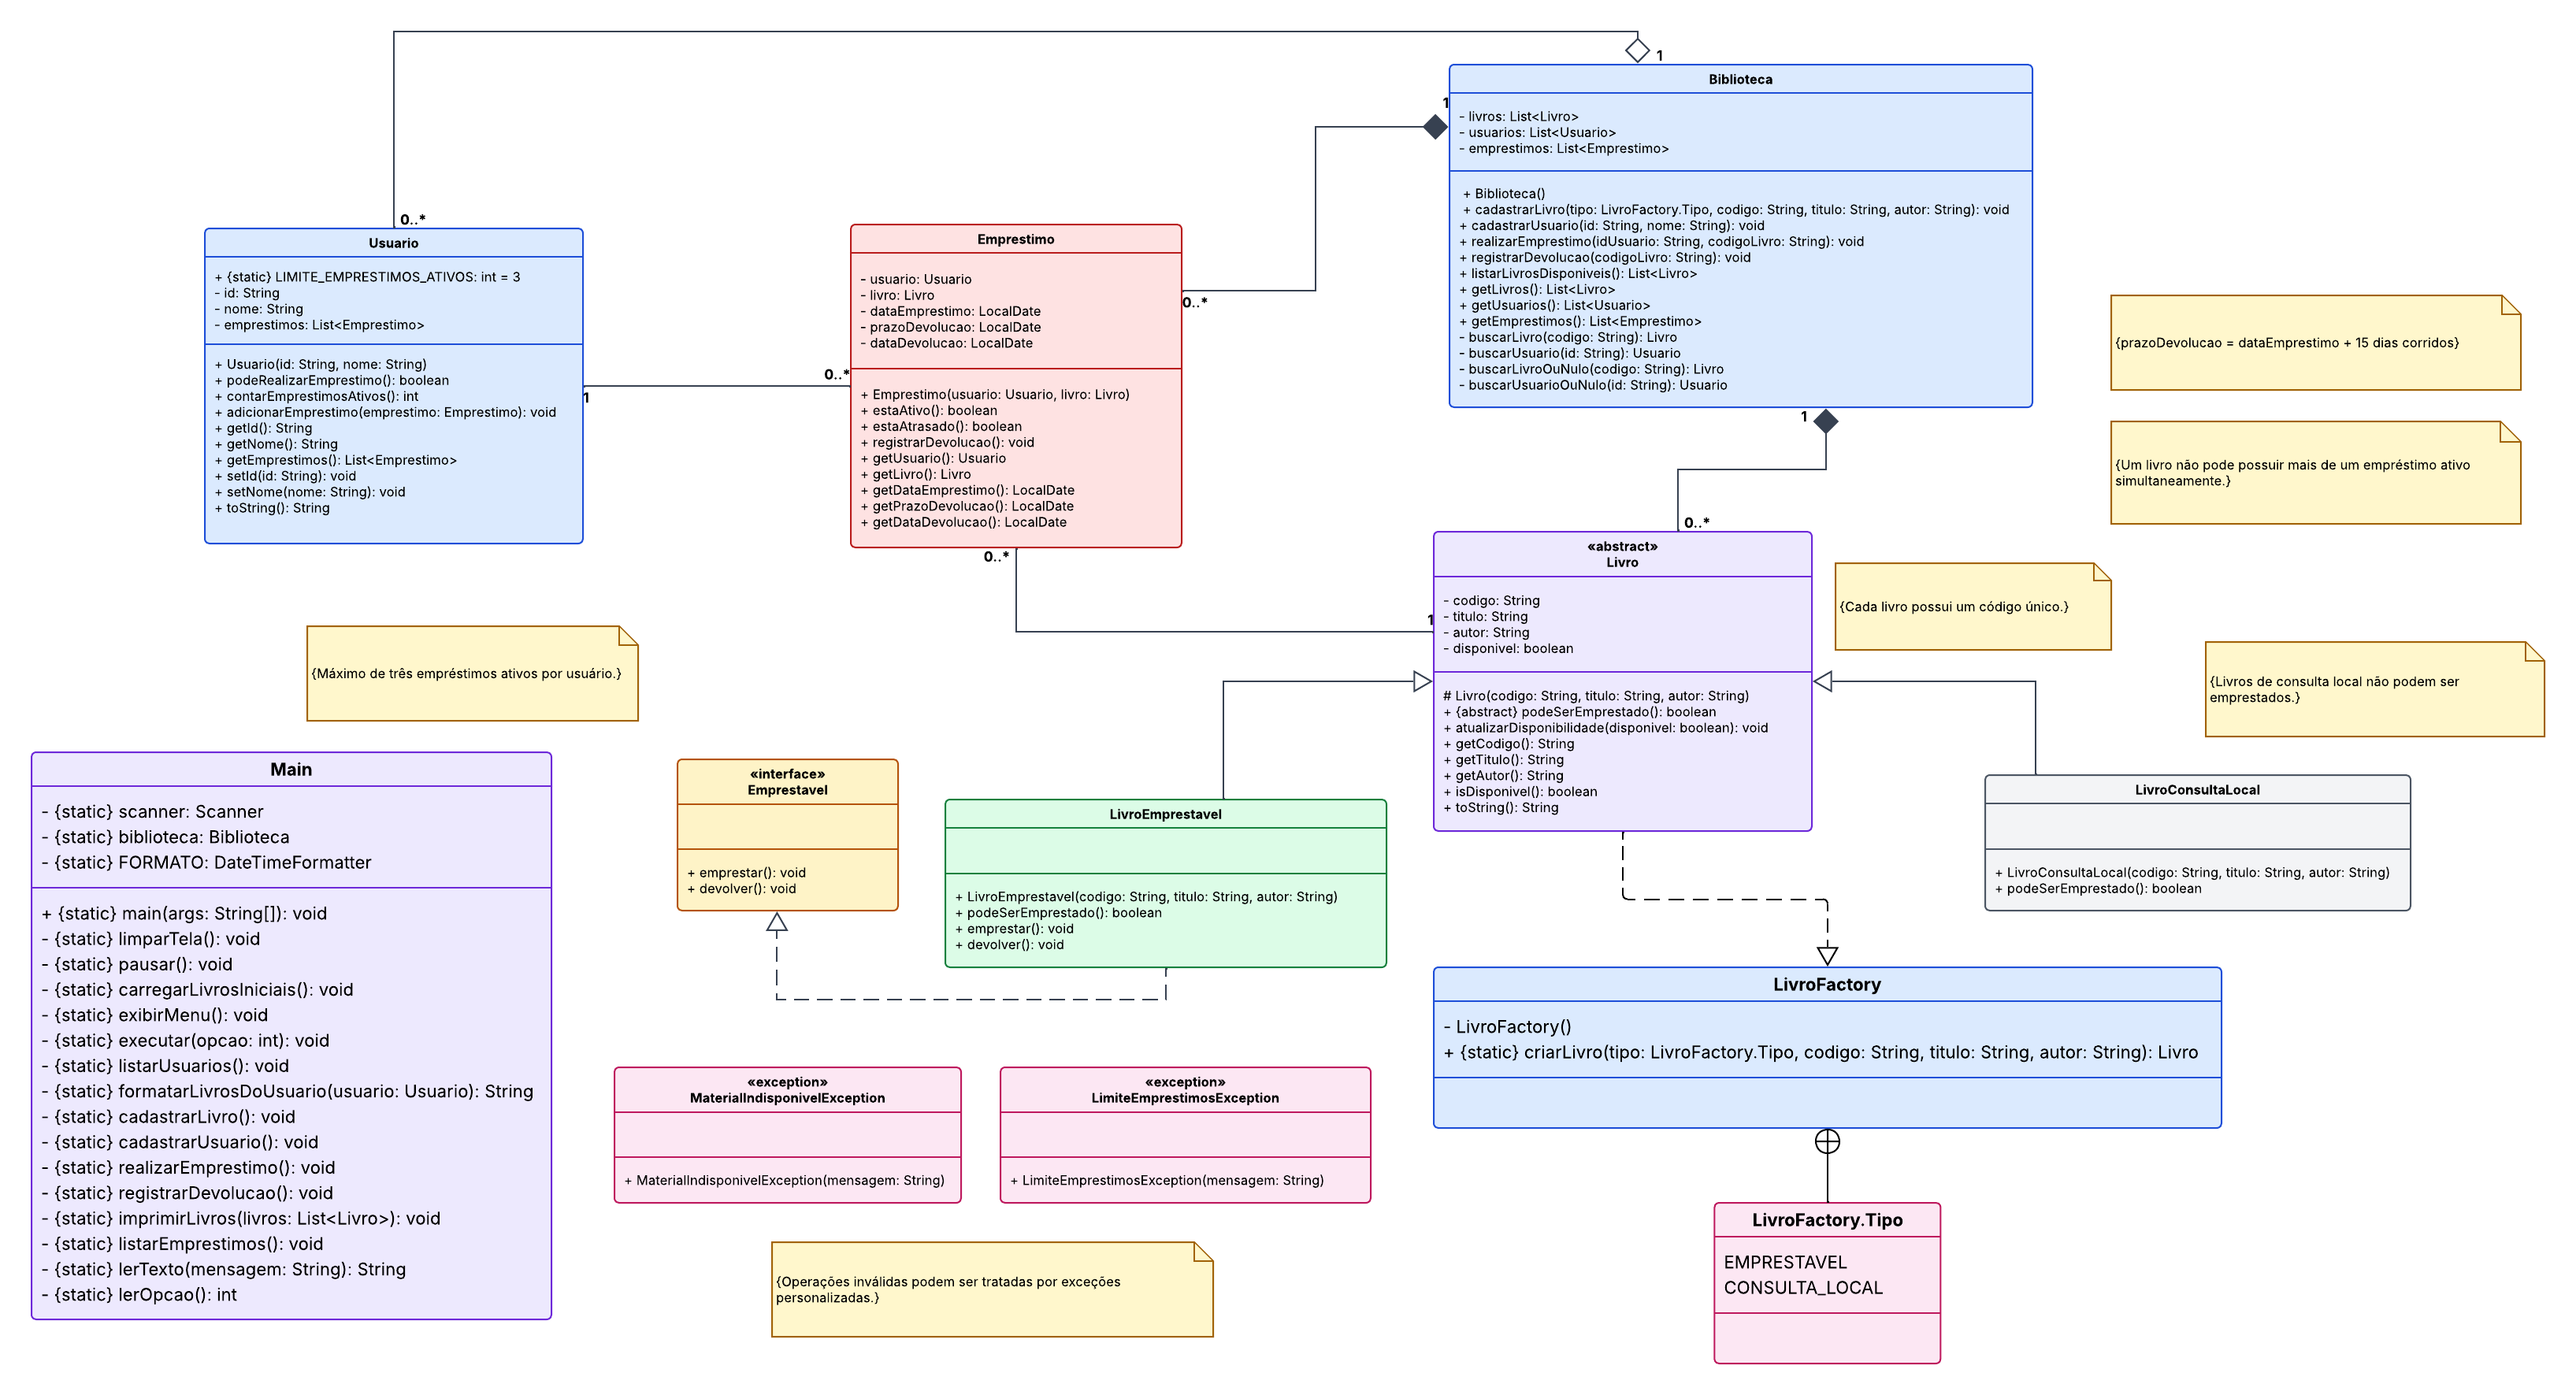 1
Biblioteca
- livros: List<Livro>
- usuarios: List<Usuario>
- emprestimos: List<Emprestimo>
+ Biblioteca()
+ cadastrarLivro(tipo: LivroFactory.Tipo, codigo: String, titulo: String, autor: String): void
+ cadastrarUsuario(id: String, nome: String): void
+ realizarEmprestimo(idUsuario: String, codigoLivro: String): void
+ registrarDevolucao(codigoLivro: String): void
+ listarLivrosDisponiveis(): List<Livro>
+ getLivros(): List<Livro>
+ getUsuarios(): List<Usuario>
+ getEmprestimos(): List<Emprestimo>
- buscarLivro(codigo: String): Livro
- buscarUsuario(id: String): Usuario
- buscarLivroOuNulo(codigo: String): Livro
- buscarUsuarioOuNulo(id: String): Usuario
1
1
0..*
Usuario
+ {static} LIMITE_EMPRESTIMOS_ATIVOS: int = 3
- id: String
- nome: String
- emprestimos: List<Emprestimo>
+ Usuario(id: String, nome: String)
+ podeRealizarEmprestimo(): boolean
+ contarEmprestimosAtivos(): int
+ adicionarEmprestimo(emprestimo: Emprestimo): void
+ getId(): String
+ getNome(): String
+ getEmprestimos(): List<Emprestimo>
+ setId(id: String): void
+ setNome(nome: String): void
+ toString(): String
1
0..*
Emprestimo
- usuario: Usuario
- livro: Livro
- dataEmprestimo: LocalDate
- prazoDevolucao: LocalDate
- dataDevolucao: LocalDate
+ Emprestimo(usuario: Usuario, livro: Livro)
+ estaAtivo(): boolean
+ estaAtrasado(): boolean
+ registrarDevolucao(): void
+ getUsuario(): Usuario
+ getLivro(): Livro
+ getDataEmprestimo(): LocalDate
+ getPrazoDevolucao(): LocalDate
+ getDataDevolucao(): LocalDate
0..*
0..*
{prazoDevolucao = dataEmprestimo + 15 dias corridos}
{Um livro não pode possuir mais de um empréstimo ativo
simultaneamente.}
0..*
1
«abstract»
Livro
- codigo: String
- titulo: String
- autor: String
- disponivel: boolean
# Livro(codigo: String, titulo: String, autor: String)
+ {abstract} podeSerEmprestado(): boolean
+ atualizarDisponibilidade(disponivel: boolean): void
+ getCodigo(): String
+ getTitulo(): String
+ getAutor(): String
+ isDisponivel(): boolean
+ toString(): String
{Cada livro possui um código único.}
{Livros de consulta local não podem ser
emprestados.}
{Máximo de três empréstimos ativos por usuário.}
Main
- {static} scanner: Scanner
- {static} biblioteca: Biblioteca
- {static} FORMATO: DateTimeFormatter
+ {static} main(args: String[]): void
- {static} limparTela(): void
- {static} pausar(): void
- {static} carregarLivrosIniciais(): void
- {static} exibirMenu(): void
- {static} executar(opcao: int): void
- {static} listarUsuarios(): void
- {static} formatarLivrosDoUsuario(usuario: Usuario): String
- {static} cadastrarLivro(): void
- {static} cadastrarUsuario(): void
- {static} realizarEmprestimo(): void
- {static} registrarDevolucao(): void
- {static} imprimirLivros(livros: List<Livro>): void
- {static} listarEmprestimos(): void
- {static} lerTexto(mensagem: String): String
- {static} lerOpcao(): int
«interface»
Emprestavel
+ emprestar(): void
+ devolver(): void
LivroEmprestavel
+ LivroEmprestavel(codigo: String, titulo: String, autor: String)
+ podeSerEmprestado(): boolean
+ emprestar(): void
+ devolver(): void
LivroConsultaLocal
+ LivroConsultaLocal(codigo: String, titulo: String, autor: String)
+ podeSerEmprestado(): boolean
LivroFactory
- LivroFactory()
+ {static} criarLivro(tipo: LivroFactory.Tipo, codigo: String, titulo: String, autor: String): Livro
«exception»
MaterialIndisponivelException
+ MaterialIndisponivelException(mensagem: String)
«exception»
LimiteEmprestimosException
+ LimiteEmprestimosException(mensagem: String)
LivroFactory.Tipo
EMPRESTAVEL
CONSULTA_LOCAL
{Operações inválidas podem ser tratadas por exceções
personalizadas.}